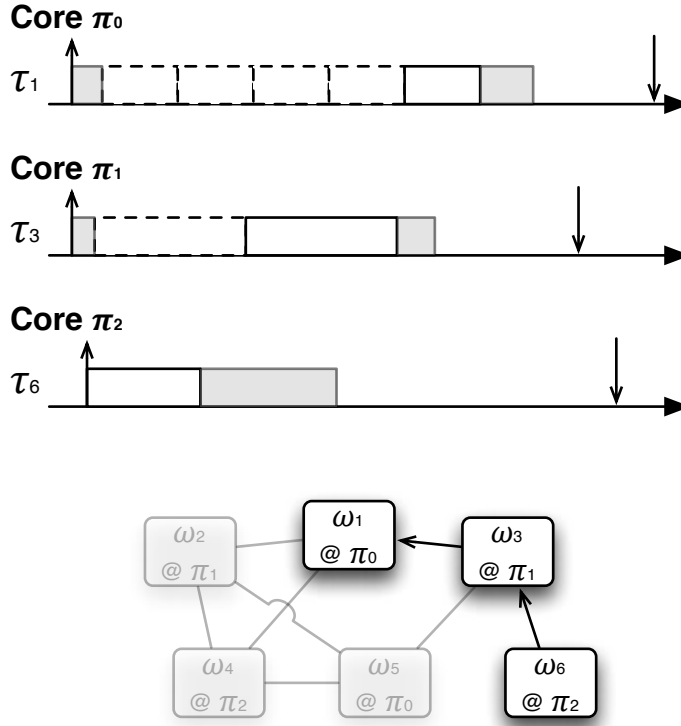 Core π₀
τ₁
Core π₁
τ₃
Core π₂
τ₆
ω₁
@ π₀
ω₂
@ π₁
ω₃
@ π₁
ω₄
@ π₂
ω₅
@ π₀
ω₆
@ π₂